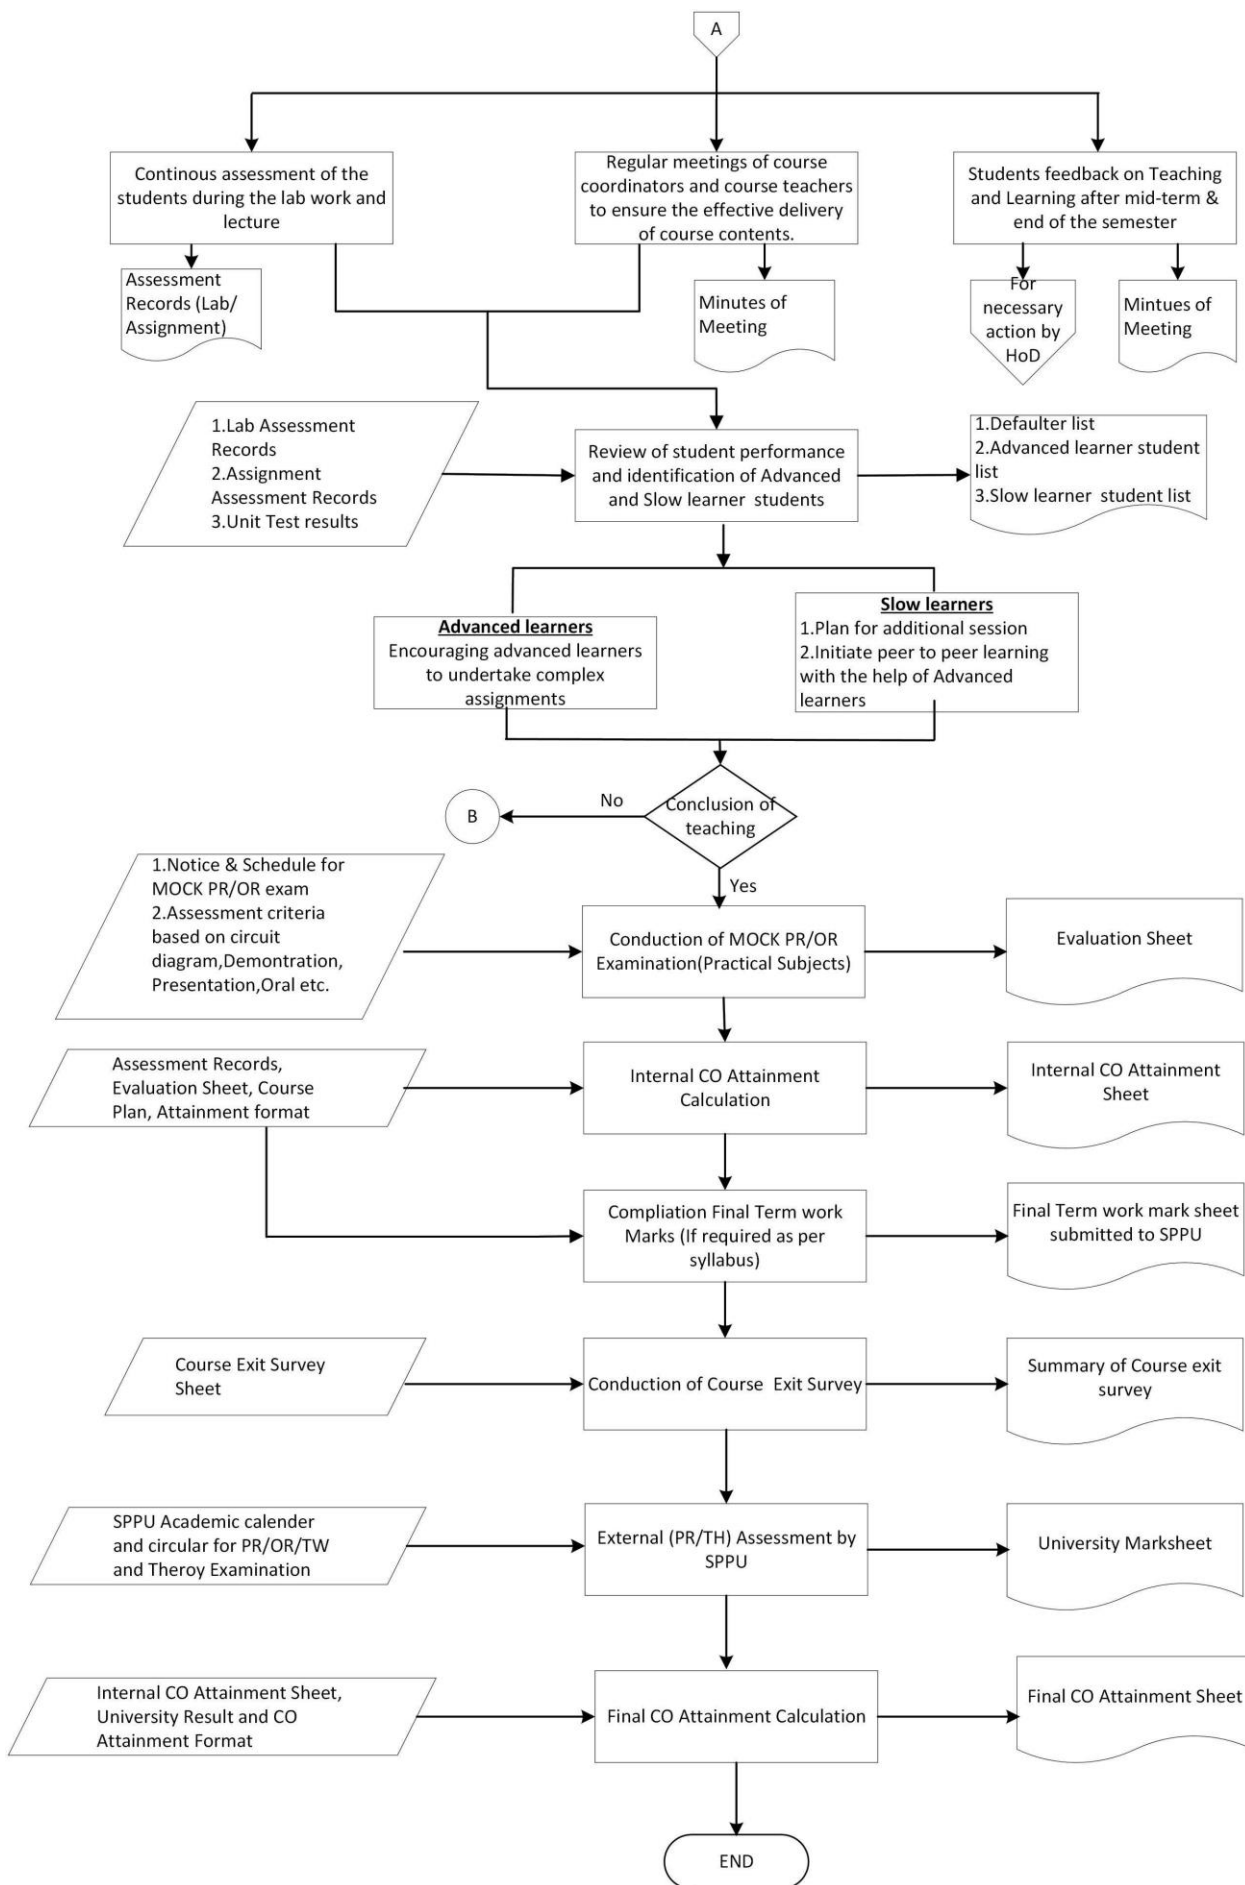 A
Continous assessment of the
students during the lab work and
lecture
Regular meetings of course
coordinators and course teachers
to ensure the effective delivery
of course contents.
Students feedback on Teaching
and Learning after mid-term &
end of the semester
Assessment
Records (Lab/
Assignment)
Minutes of
Meeting
For
necessary
action by
HoD
Mintues of
Meeting
1.Lab Assessment
Records
2.Assignment
Assessment Records
3.Unit Test results
Review of student performance
and identification of Advanced
and Slow learner students
1.Defaulter list
2.Advanced learner student
list
3.Slow learner student list
Advanced learners
Encouraging advanced learners
to undertake complex
assignments
Slow learners
1.Plan for additional session
2.Initiate peer to peer learning
with the help of Advanced
learners
Conclusion of
teaching
No
B
Yes
1.Notice & Schedule for
MOCK PR/OR exam
2.Assessment criteria
based on circuit
diagram,Demontration,
Presentation,Oral etc.
Conduction of MOCK PR/OR
Examination(Practical Subjects)
Evaluation Sheet
Assessment Records,
Evaluation Sheet, Course
Plan, Attainment format
Internal CO Attainment
Calculation
Internal CO Attainment
Sheet
Compliation Final Term work
Marks (If required as per
syllabus)
Final Term work mark sheet
submitted to SPPU
Course Exit Survey
Sheet
Conduction of Course Exit Survey
Summary of Course exit
survey
SPPU Academic calender
and circular for PR/OR/TW
and Theroy Examination
External (PR/TH) Assessment by
SPPU
University Marksheet
Internal CO Attainment Sheet,
University Result and CO
Attainment Format
Final CO Attainment Calculation
Final CO Attainment Sheet
END